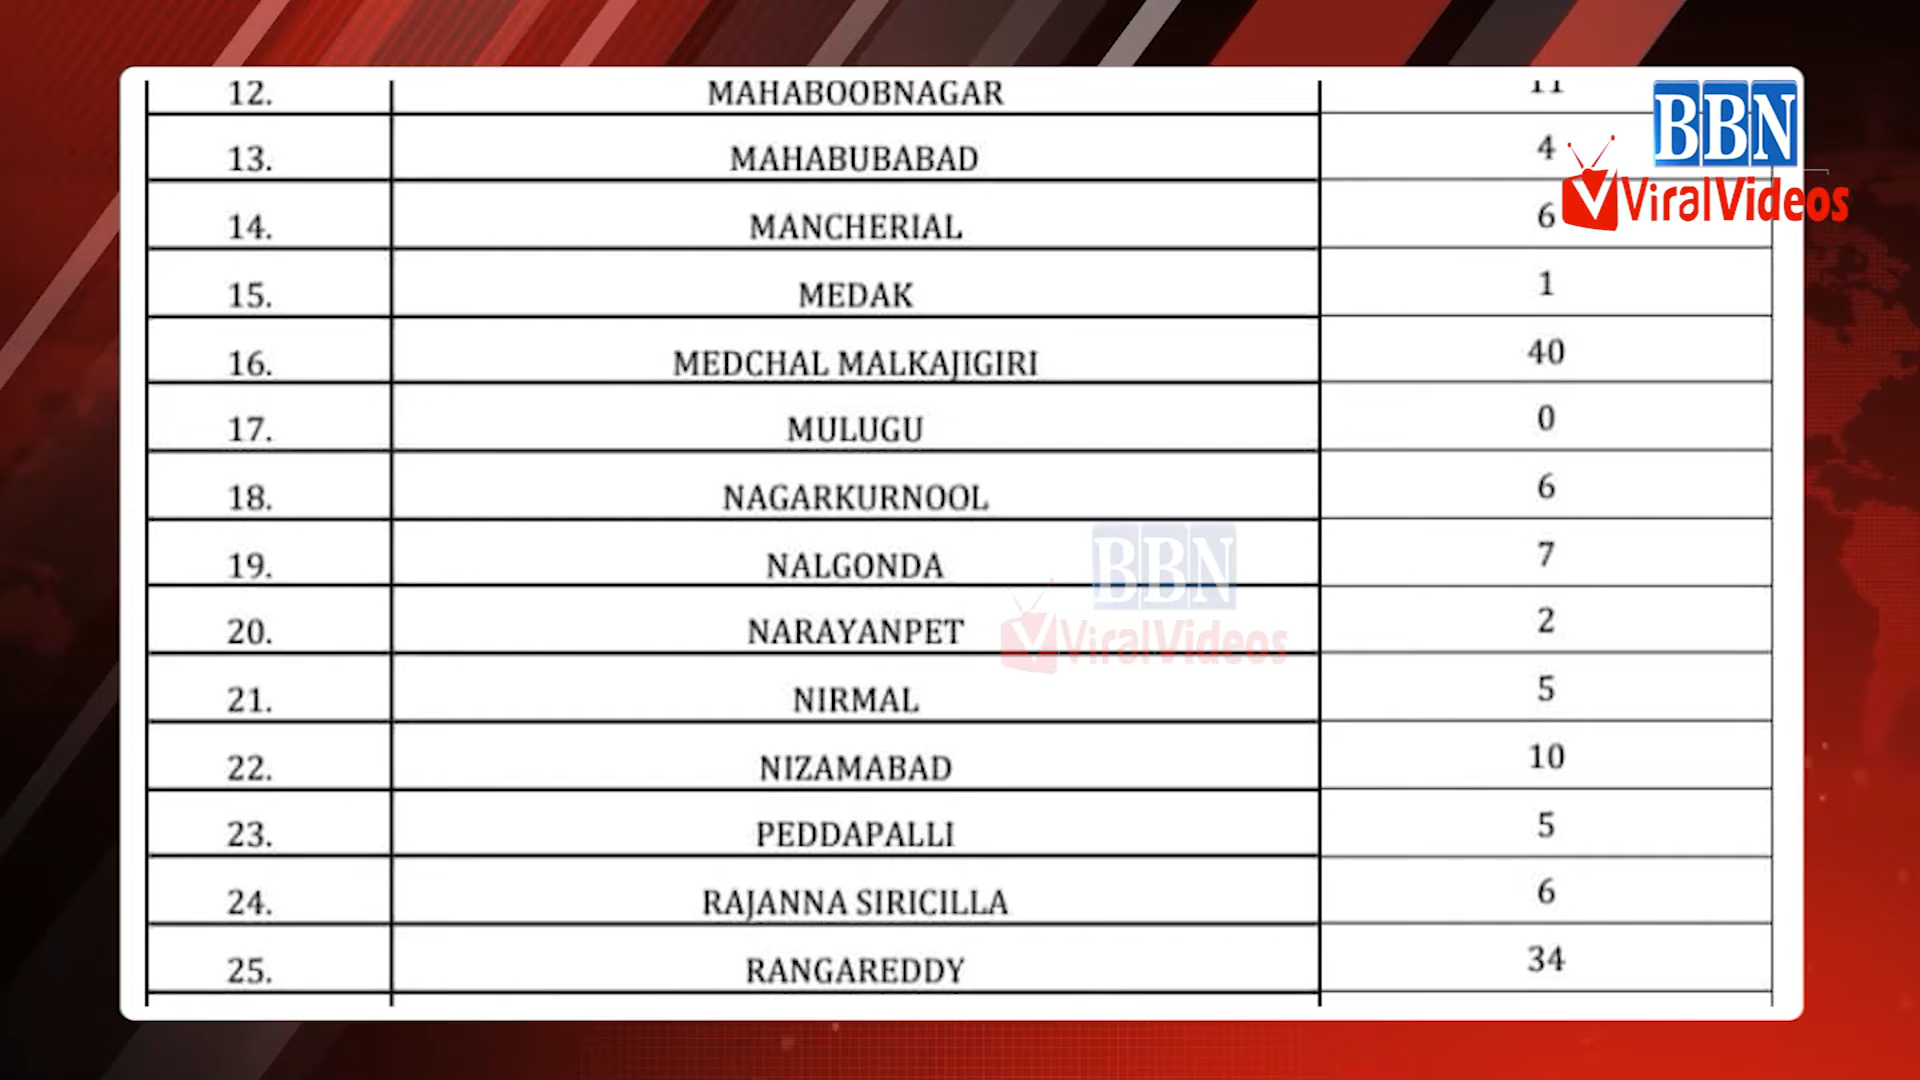 12. MAHABOOBNAGAR 11
13. MAHABUBABAD 4
14. MANCHERIAL 6
15. MEDAK 1
16. MEDCHAL MALKAJIGIRI 40
17. MULUGU 0
18. NAGARKURNOOL 6
19. NALGONDA 7
20. NARAYANPET 2
21. NIRMAL 5
22. NIZAMABAD 10
23. PEDDAPALLI 5
24. RAJANNA SIRICILLA 6
25. RANGAREDDY 34
BBN
ViralVideos
BBN
ViralVideos